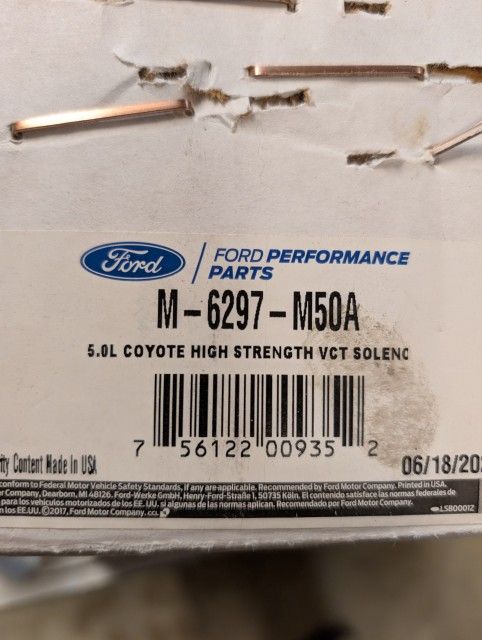 Ford
FORD PERFORMANCE
PARTS
M-6297-M50A
5.0L COYOTE HIGH STRENGTH VCT SOLENO
7 56122 00935 2
ity Content Made In USA
06/18/20
conform to Federal Motor Vehicle Safety Standards, if any are applicable. Recommended by Ford Motor Company. Printed in USA.
Company, Dearborn, MI 48126. Ford-Werke GmbH, Henry-Ford-Straße 1, 50735 Köln. El contenido satisface las normas federales de
para los vehículos motorizados de los EE. UU. si algunas de las normas aplican. Recomendado por Ford Motor Company.
en los EE. UU. ©2017, Ford Motor Company.
LSB0001Z